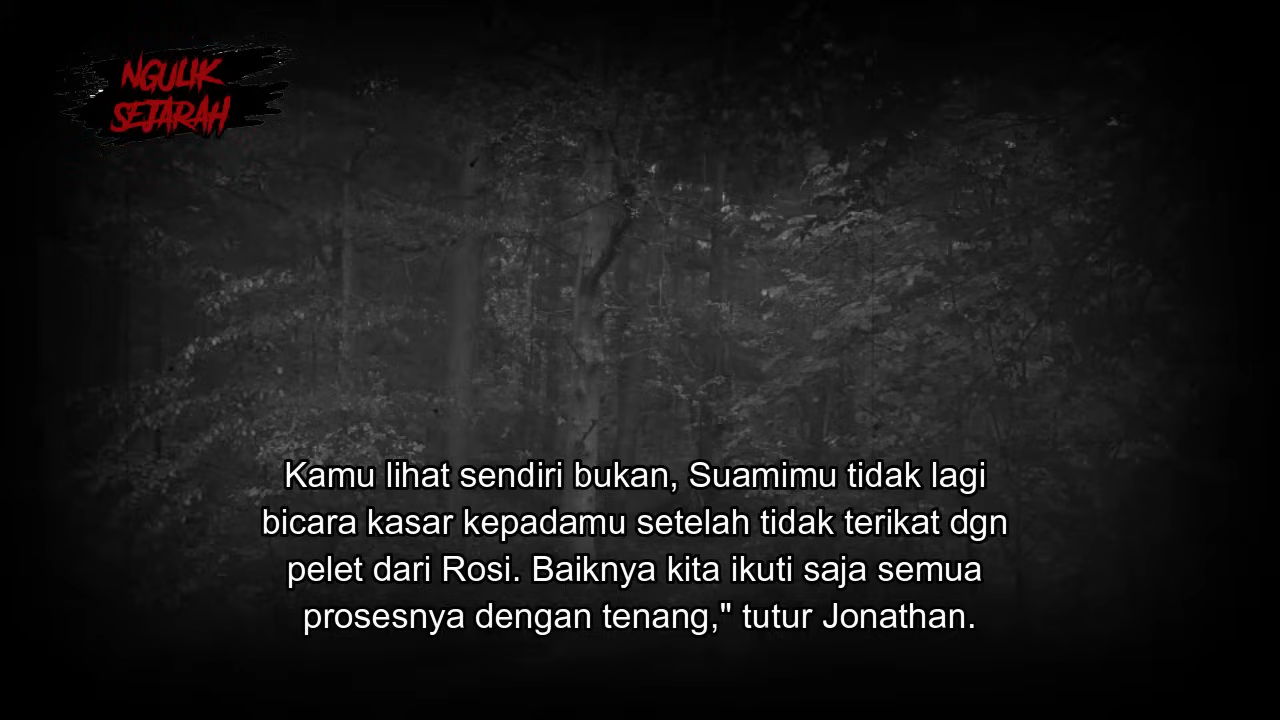 NGULIK
SEJARAH
Kamu lihat sendiri bukan, Suamimu tidak lagi
bicara kasar kepadamu setelah tidak terikat dgn
pelet dari Rosi. Baiknya kita ikuti saja semua
prosesnya dengan tenang," tutur Jonathan.